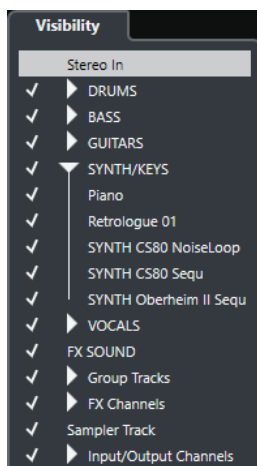 Visibility
Stereo In
DRUMS
BASS
GUITARS
SYNTH/KEYS
Piano
Retrologue 01
SYNTH CS80 NoiseLoop
SYNTH CS80 Sequ
SYNTH Oberheim II Sequ
VOCALS
FX SOUND
Group Tracks
FX Channels
Sampler Track
Input/Output Channels